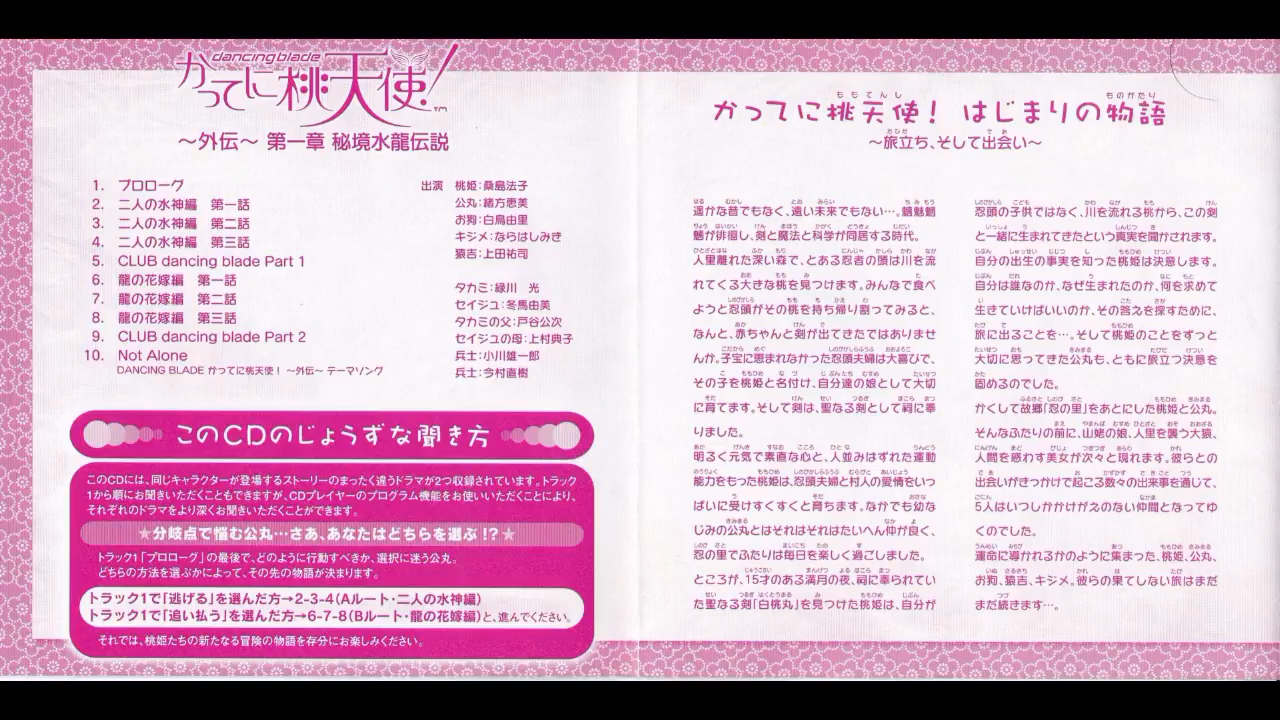 dancing blade
かってに桃天使!™
～外伝～ 第一章 秘境水龍伝説
1. プロローグ
2. 二人の水神編 第一話
3. 二人の水神編 第二話
4. 二人の水神編 第三話
5. CLUB dancing blade Part 1
6. 龍の花嫁編 第一話
7. 龍の花嫁編 第二話
8. 龍の花嫁編 第三話
9. CLUB dancing blade Part 2
10. Not Alone
DANCING BLADE かってに桃天使! ～外伝～ テーマソング
出演 桃姫:桑島法子
公丸:緒方恵美
お狗:白鳥由里
キジメ:ならはしみき
猿吉:上田祐司
タカミ:緑川 光
セイジュ:冬馬由美
タカミの父:戸谷公次
セイジュの母:上村典子
兵士:小川雄一郎
兵士:今村直樹
このCDのじょうずな聞き方
このCDには、同じキャラクターが登場するストーリーのまったく違うドラマが2つ収録されています。トラック
1から順にお聞きいただくこともできますが、CDプレイヤーのプログラム機能をお使いいただくことにより、
それぞれのドラマをより深くお聞きいただくことができます。
★分岐点で悩む公丸…さあ、あなたはどちらを選ぶ!?★
トラック1「プロローグ」の最後で、どのように行動すべきか、選択に迷う公丸。
どちらの方法を選ぶかによって、その先の物語が決まります。
トラック1で「逃げる」を選んだ方→2-3-4(Aルート・二人の水神編)
トラック1で「追い払う」を選んだ方→6-7-8(Bルート・龍の花嫁編)と、進んでください。
それでは、桃姫たちの新たなる冒険の物語を存分にお楽しみください。
かってに桃天使! はじまりの物語
～旅立ち、そして出会い～
遥かな昔でもなく、遠い未来でもない…。魑魅魍
魎が徘徊し、剣と魔法と科学が同居する時代。
人里離れた深い森で、とある忍者の頭は川を流
れてくる大きな桃を見つけます。みんなで食べ
ようと忍頭がその桃を持ち帰り割ってみると、
なんと、赤ちゃんと剣が出てきたではありませ
んか。子宝に恵まれなかった忍頭夫婦は大喜びで、
その子を桃姫と名付け、自分達の娘として大切
に育てます。そして剣は、聖なる剣として祠に奉
りました。
明るく元気で素直な心と、人並みはずれた運動
能力をもった桃姫は、忍頭夫婦と村人の愛情をいっ
ぱいに受けすくすくと育ちます。なかでも幼な
じみの公丸とはそれはそれはたいへん仲が良く、
忍の里でふたりは毎日を楽しく過ごしました。
ところが、15才のある満月の夜、祠に奉られてい
た聖なる剣「白桃丸」を見つけた桃姫は、自分が
忍頭の子供ではなく、川を流れる桃から、この剣
と一緒に生まれてきたという真実を聞かされます。
自分の出生の事実を知った桃姫は決意します。
自分は誰なのか、なぜ生まれたのか、何を求めて
生きていけばいいのか、その答えを探すために、
旅に出ることを…。そして桃姫のことをずっと
大切に思ってきた公丸も、ともに旅立つ決意を
固めるのでした。
かくして故郷「忍の里」をあとにした桃姫と公丸。
そんなふたりの前に、山姥の娘、人里を襲う大猿、
人間を惑わす美女が次々と現れます。彼らとの
出会いがきっかけで起こる数々の出来事を通じて、
5人はいつしかかけがえのない仲間となってゆ
くのでした。
運命に導かれるかのように集まった、桃姫、公丸、
お狗、猿吉、キジメ。彼らの果てしない旅はまだ
まだ続きます…。